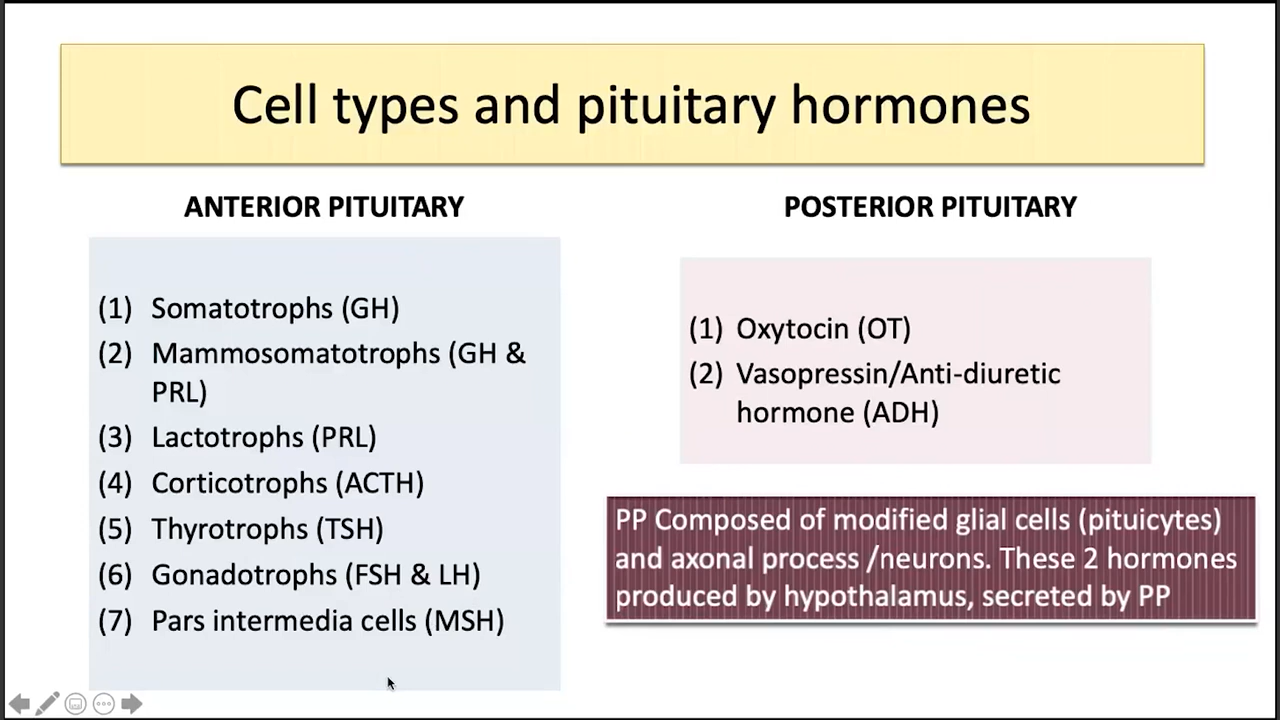 Cell types and pituitary hormones
ANTERIOR PITUITARY
(1) Somatotrophs (GH)
(2) Mammosomatotrophs (GH &
PRL)
(3) Lactotrophs (PRL)
(4) Corticotrophs (ACTH)
(5) Thyrotrophs (TSH)
(6) Gonadotrophs (FSH & LH)
(7) Pars intermedia cells (MSH)
POSTERIOR PITUITARY
(1) Oxytocin (OT)
(2) Vasopressin/Anti-diuretic
hormone (ADH)
PP Composed of modified glial cells (pituicytes)
and axonal process /neurons. These 2 hormones
produced by hypothalamus, secreted by PP